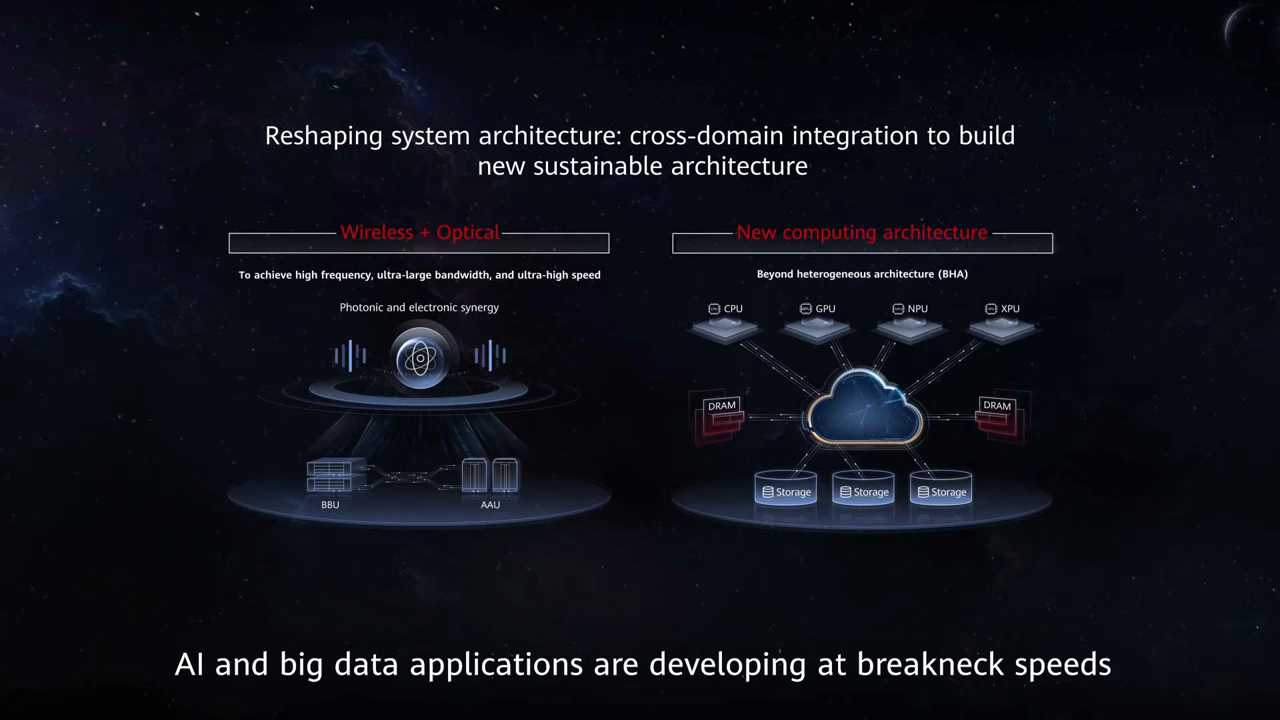 Reshaping system architecture: cross-domain integration to build
new sustainable architecture
Wireless + Optical
To achieve high frequency, ultra-large bandwidth, and ultra-high speed
Photonic and electronic synergy
BBU
AAU
New computing architecture
Beyond heterogeneous architecture (BHA)
CPU
GPU
NPU
XPU
DRAM
DRAM
Storage
Storage
Storage
AI and big data applications are developing at breakneck speeds